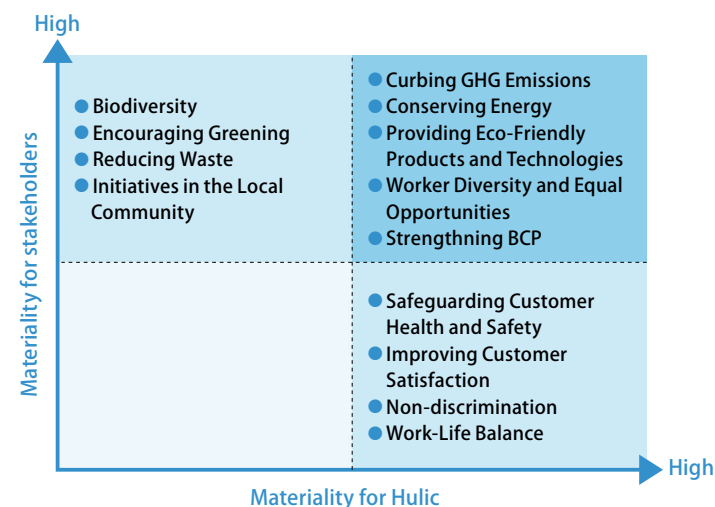 High
Materiality for stakeholders
Biodiversity
Encouraging Greening
Reducing Waste
Initiatives in the Local
Community
Curbing GHG Emissions
Conserving Energy
Providing Eco-Friendly
Products and Technologies
Worker Diversity and Equal
Opportunities
Strengthning BCP
Safeguarding Customer
Health and Safety
Improving Customer
Satisfaction
Non-discrimination
Work-Life Balance
High
Materiality for Hulic